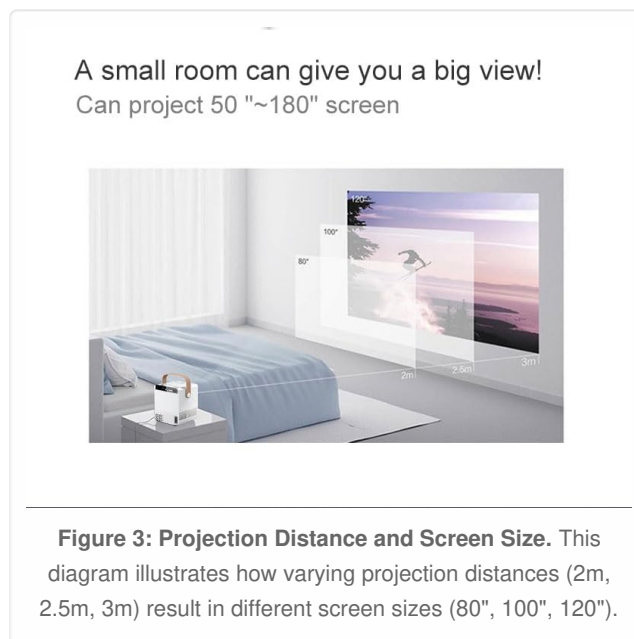 A small room can give you a big view!
Can project 50 "~180" screen
120"
100"
80"
2m
2.5m
3m
Figure 3: Projection Distance and Screen Size. This
diagram illustrates how varying projection distances (2m,
2.5m, 3m) result in different screen sizes (80", 100", 120").